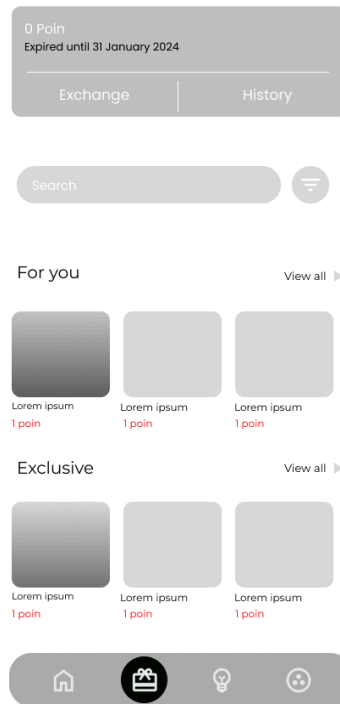 0 Poin
Expired until 31 January 2024
Exchange History
Search
For you View all
Lorem ipsum Lorem ipsum Lorem ipsum
1 poin 1 poin 1 poin
Exclusive View all
Lorem ipsum Lorem ipsum Lorem ipsum
1 poin 1 poin 1 poin